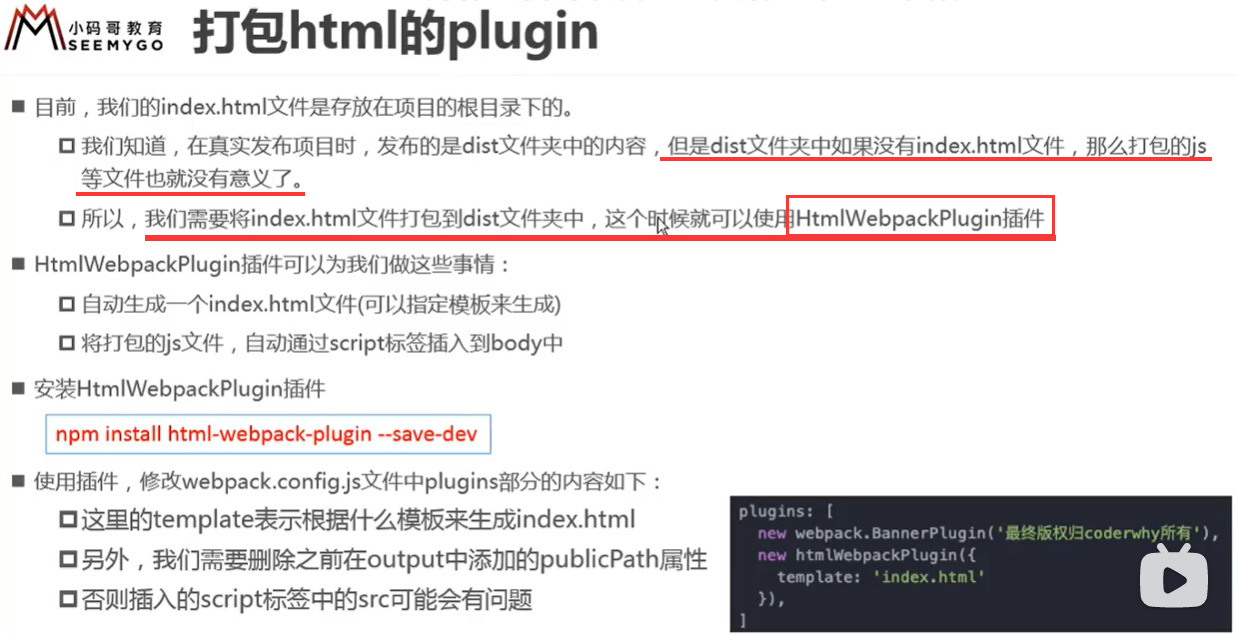 小码哥教育
SEEMYGO
打包html的plugin
目前，我们的index.html文件是存放在项目的根目录下的。
我们知道，在真实发布项目时，发布的是dist文件夹中的内容，但是dist文件夹中如果没有index.html文件，那么打包的js
等文件也就没有意义了。
所以，我们需要将index.html文件打包到dist文件夹中，这个时候就可以使用HtmlWebpackPlugin插件
HtmlWebpackPlugin插件可以为我们做这些事情：
自动生成一个index.html文件(可以指定模板来生成)
将打包的js文件，自动通过script标签插入到body中
安装HtmlWebpackPlugin插件
npm install html-webpack-plugin --save-dev
使用插件，修改webpack.config.js文件中plugins部分的内容如下：
这里的template表示根据什么模板来生成index.html
另外，我们需要删除之前在output中添加的publicPath属性
否则插入的script标签中的src可能会有问题
plugins: [
new webpack.BannerPlugin('最终版权归coderwhy所有'),
new htmlWebpackPlugin({
template: 'index.html'
}),
]